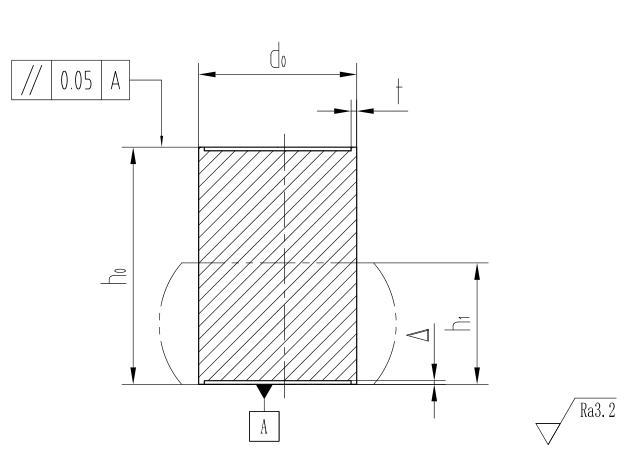 d₀
// 0.05 A
t
h₀
h₁
Δ
A
Ra3.2